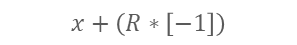 x + (R * [−1])